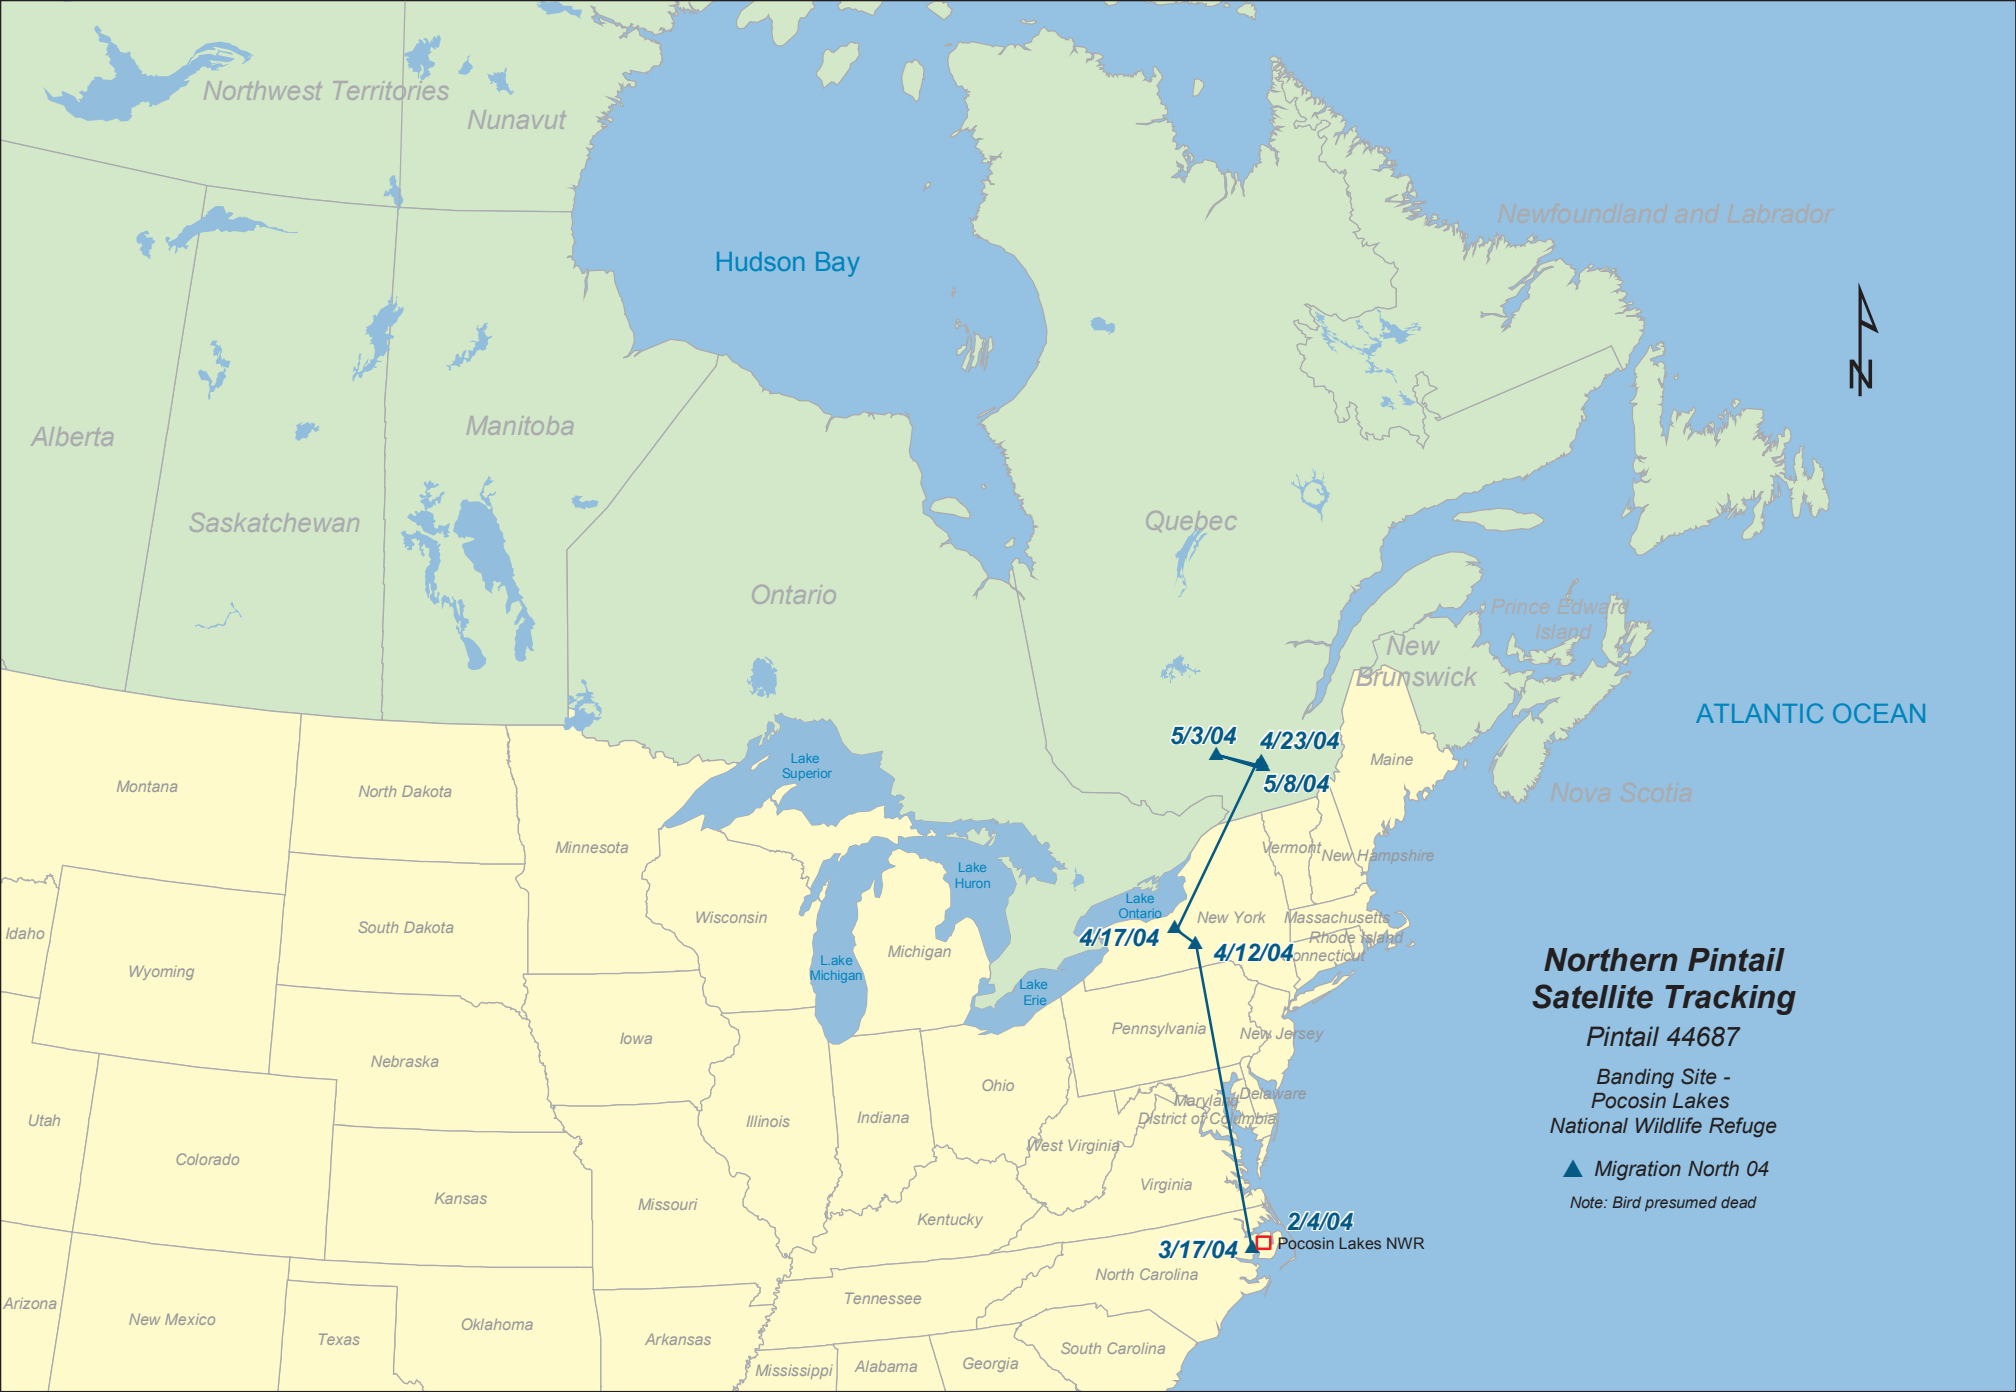 Northwest Territories
Nunavut
Newfoundland and Labrador
Hudson Bay
N
Alberta
Manitoba
Saskatchewan
Quebec
Ontario
Prince Edward
Island
New
Brunswick
ATLANTIC OCEAN
5/3/04
4/23/04
5/8/04
Maine
Nova Scotia
Lake
Superior
Montana
North Dakota
Minnesota
Vermont
New Hampshire
Lake
Huron
Lake
Ontario
New York
Massachusetts
Rhode Island
onnecticut
Wisconsin
South Dakota
Idaho
Wyoming
Michigan
L.ake
Michigan
4/17/04
4/12/04
Lake
Erie
Northern Pintail
Satellite Tracking
Pintail 44687
Banding Site -
Pocosin Lakes
National Wildlife Refuge
Migration North 04
Note: Bird presumed dead
Pennsylvania
New Jersey
Iowa
Nebraska
Ohio
Maryland
Delaware
District of Columbia
Utah
Illinois
Indiana
West Virginia
Colorado
Kansas
Missouri
Virginia
Kentucky
2/4/04
3/17/04
Pocosin Lakes NWR
North Carolina
Arizona
New Mexico
Texas
Oklahoma
Arkansas
Tennessee
South Carolina
Mississippi
Alabama
Georgia